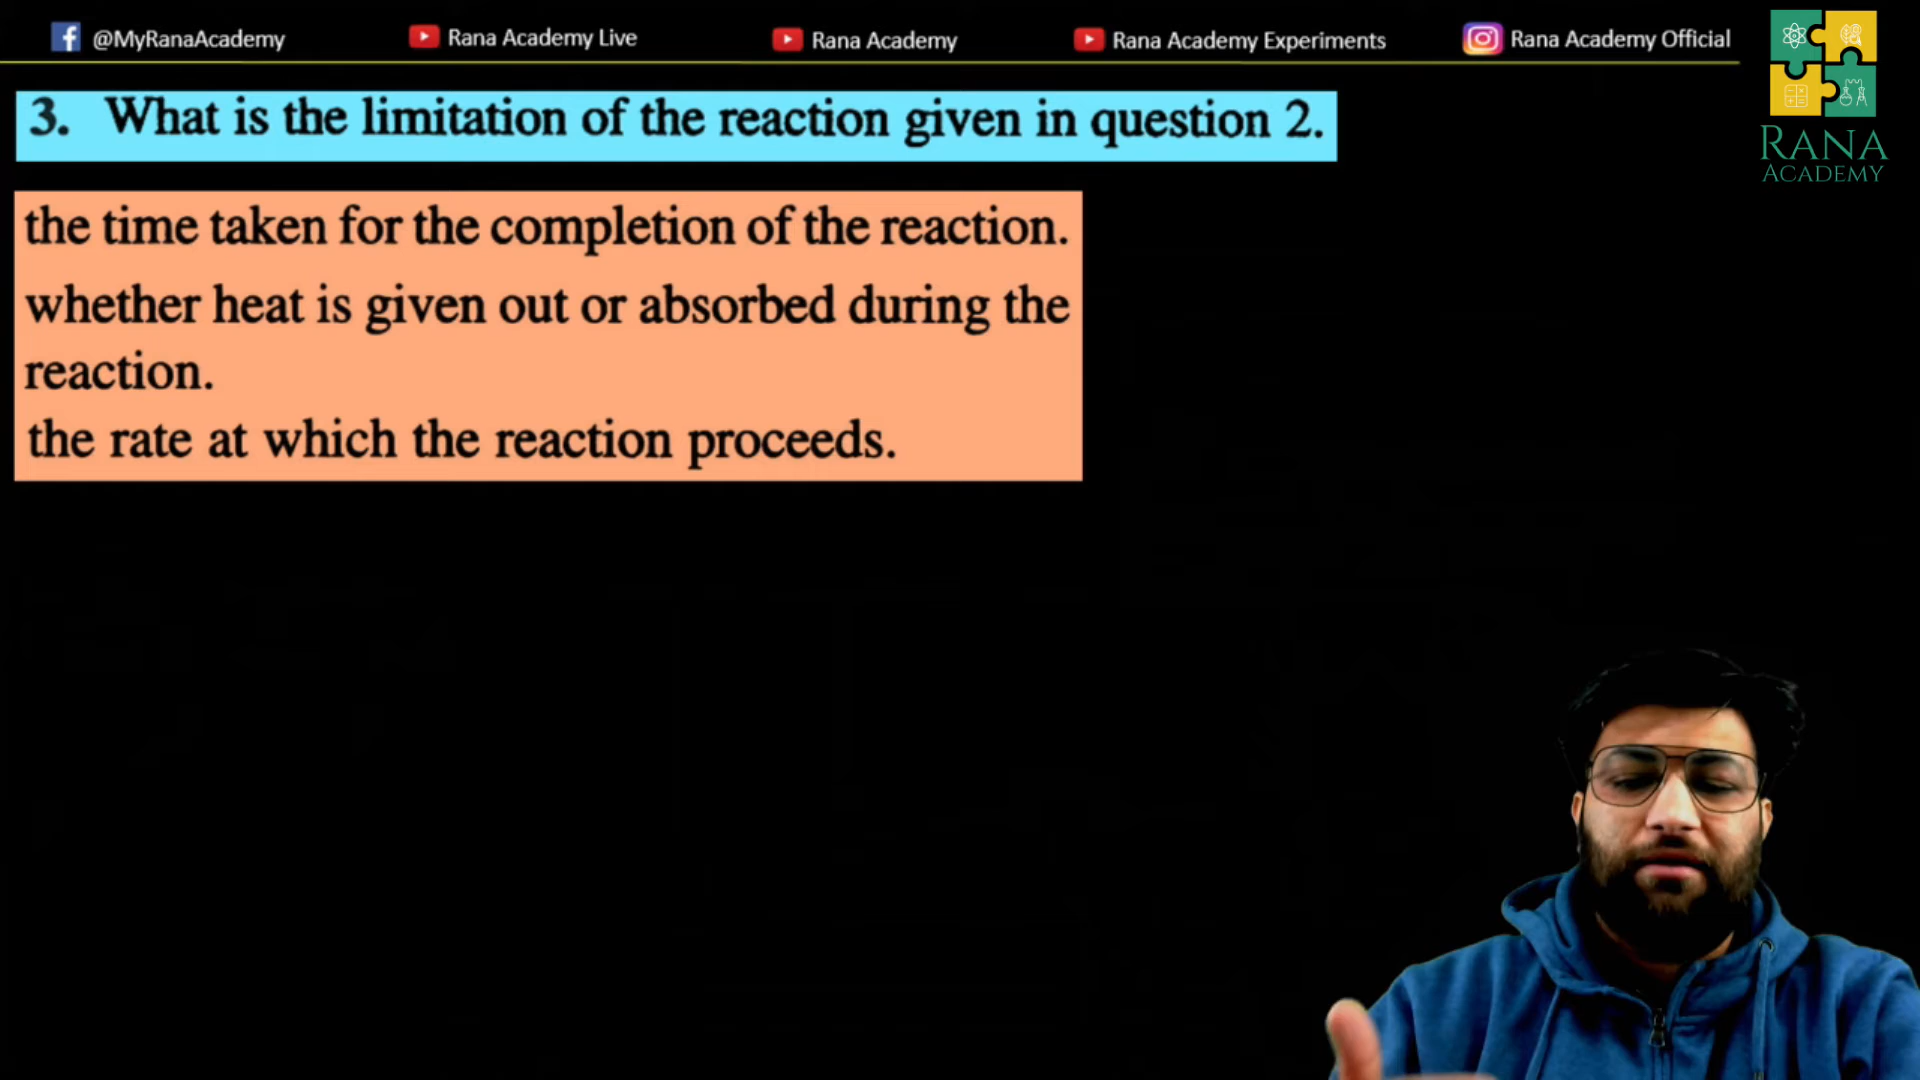 @MyRanaAcademy Rana Academy Live Rana Academy Rana Academy Experiments Rana Academy Official
RANA
ACADEMY
3. What is the limitation of the reaction given in question 2.
the time taken for the completion of the reaction.
whether heat is given out or absorbed during the
reaction.
the rate at which the reaction proceeds.